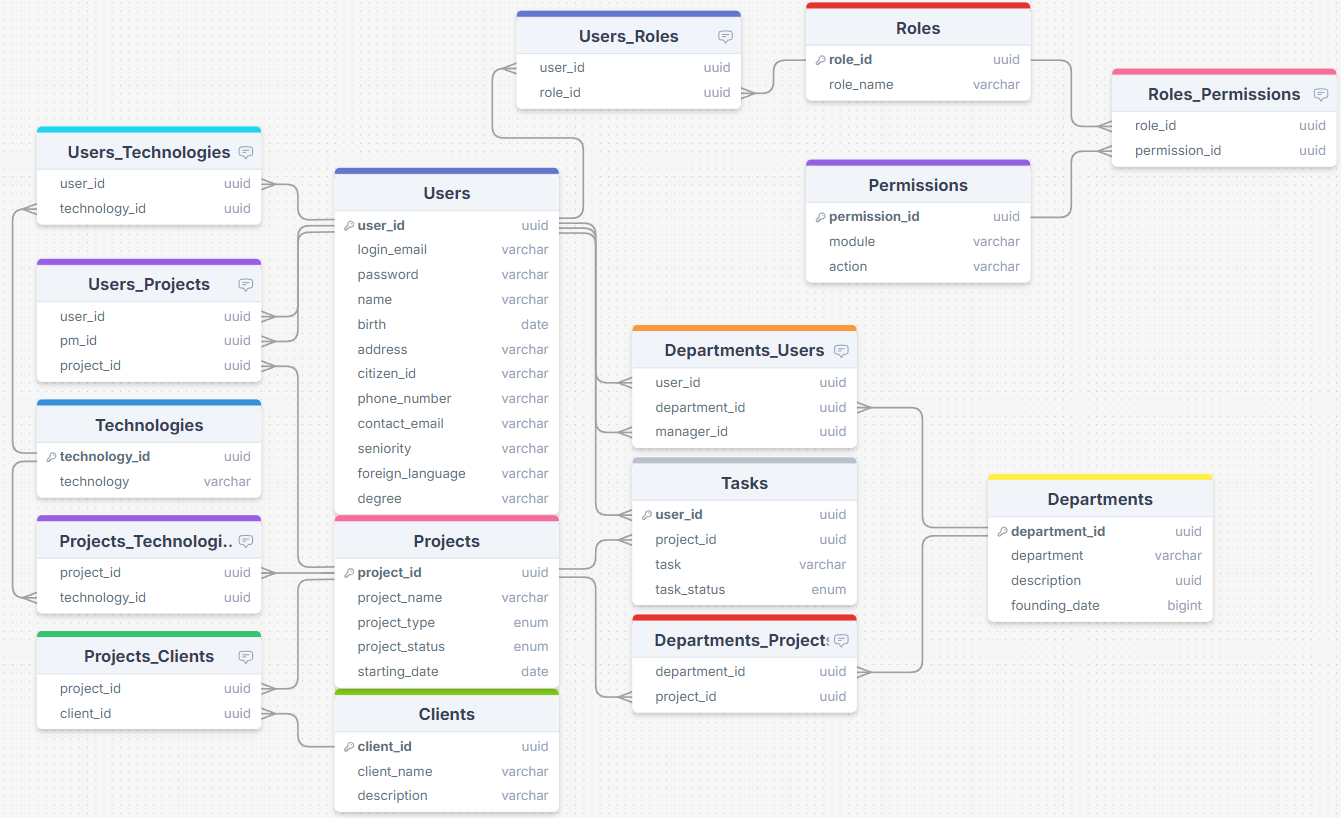 Users_Roles
user_id uuid
role_id uuid
Roles
role_id uuid
role_name varchar
Roles_Permissions
role_id uuid
permission_id uuid
Users_Technologies
user_id uuid
technology_id uuid
Users
user_id uuid
login_email varchar
password varchar
name varchar
birth date
address varchar
citizen_id varchar
phone_number varchar
contact_email varchar
seniority varchar
foreign_language varchar
degree varchar
Permissions
permission_id uuid
module varchar
action varchar
Users_Projects
user_id uuid
pm_id uuid
project_id uuid
Departments_Users
user_id uuid
department_id uuid
manager_id uuid
Technologies
technology_id uuid
technology varchar
Tasks
user_id uuid
project_id uuid
task varchar
task_status enum
Departments
department_id uuid
department varchar
description uuid
founding_date bigint
Projects_Technologi..
project_id uuid
technology_id uuid
Projects
project_id uuid
project_name varchar
project_type enum
project_status enum
starting_date date
Departments_Projects
department_id uuid
project_id uuid
Projects_Clients
project_id uuid
client_id uuid
Clients
client_id uuid
client_name varchar
description varchar